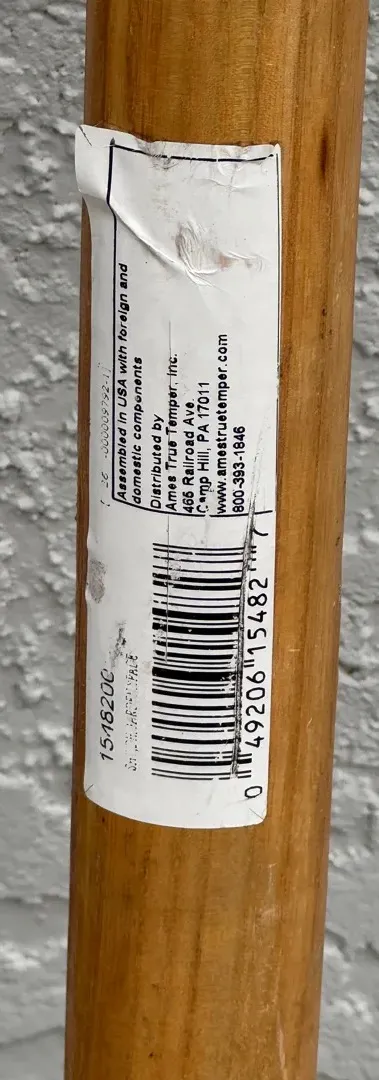 Assembled in USA with foreign and
domestic components
Distributed by
Ames True Temper, Inc.
465 Railroad Ave.
Camp Hill, PA 17011
www.amestruetemper.com
800-393-1846
0 49206 15482 7